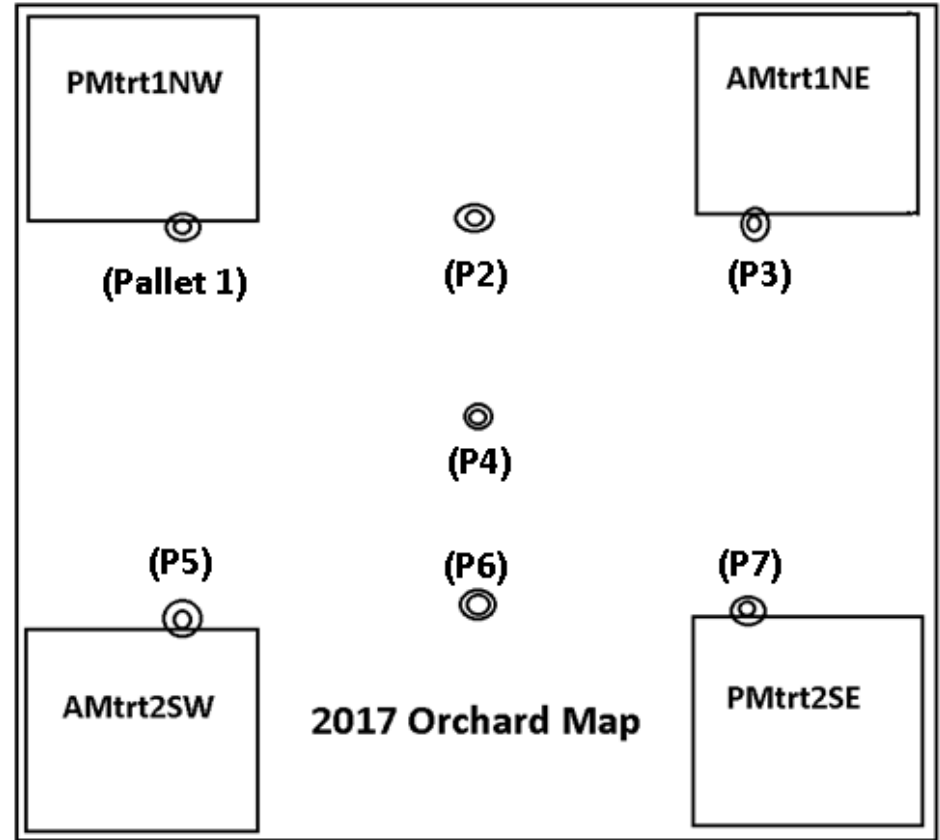 PMtrt1NW
AMtrt1NE
(Pallet 1)
(P2)
(P3)
(P4)
(P5)
(P6)
(P7)
AMtrt2SW
2017 Orchard Map
PMtrt2SE